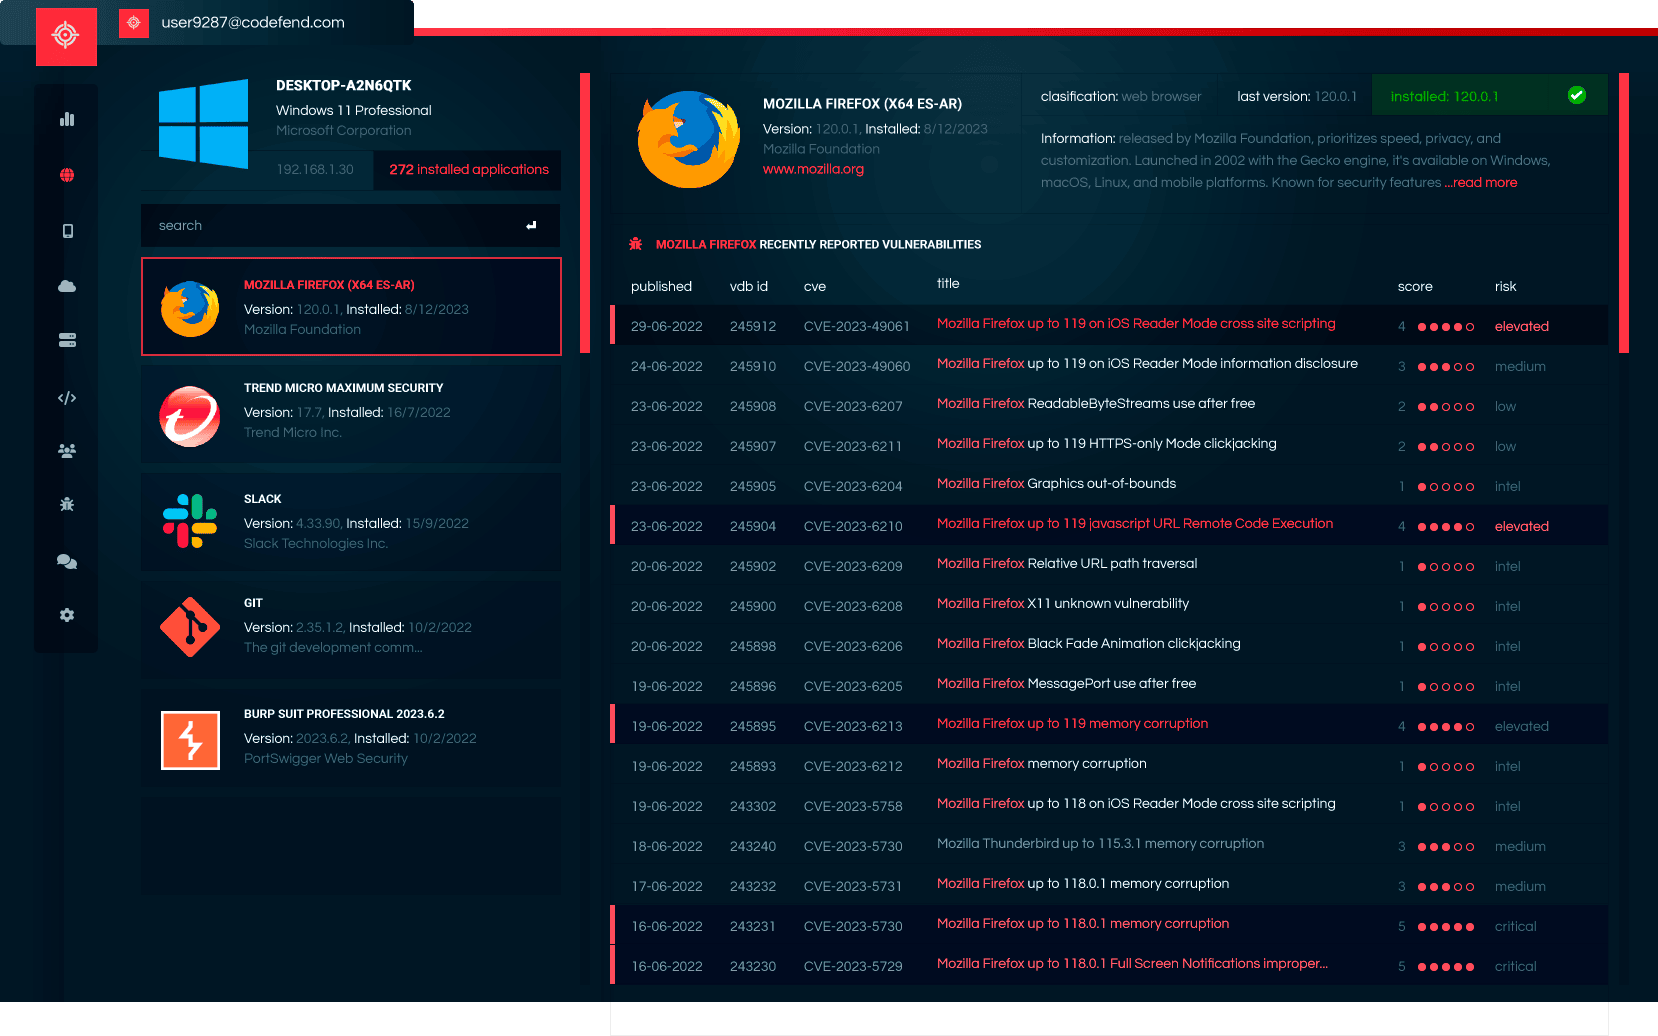 user9287@codefend.com
DESKTOP-A2N6QTK
Windows 11 Professional
Microsoft Corporation
192.168.1.30
272 installed applications
search
MOZILLA FIREFOX (X64 ES-AR)
Version: 120.0.1, Installed: 8/12/2023
Mozilla Foundation
TREND MICRO MAXIMUM SECURITY
Version: 17.7, Installed: 16/7/2022
Trend Micro Inc.
SLACK
Version: 4.33.90, Installed: 15/9/2022
Slack Technologies Inc.
GIT
Version: 2.35.1.2, Installed: 10/2/2022
The git development comm...
BURP SUIT PROFESSIONAL 2023.6.2
Version: 2023.6.2, Installed: 10/2/2022
PortSwigger Web Security
MOZILLA FIREFOX (X64 ES-AR)
Version: 120.0.1, Installed: 8/12/2023
Mozilla Foundation
www.mozilla.org
clasification: web browser
last version: 120.0.1
installed: 120.0.1
Information: released by Mozilla Foundation, prioritizes speed, privacy, and
customization. Launched in 2002 with the Gecko engine, it's available on Windows,
macOS, Linux, and mobile platforms. Known for security features ...read more
MOZILLA FIREFOX RECENTLY REPORTED VULNERABILITIES
published vdb id cve title score risk
29-06-2022 245912 CVE-2023-49061 Mozilla Firefox up to 119 on iOS Reader Mode cross site scripting 4 elevated
24-06-2022 245910 CVE-2023-49060 Mozilla Firefox up to 119 on iOS Reader Mode information disclosure 3 medium
23-06-2022 245908 CVE-2023-6207 Mozilla Firefox ReadableByteStreams use after free 2 low
23-06-2022 245907 CVE-2023-6211 Mozilla Firefox up to 119 HTTPS-only Mode clickjacking 2 low
23-06-2022 245905 CVE-2023-6204 Mozilla Firefox Graphics out-of-bounds 1 intel
23-06-2022 245904 CVE-2023-6210 Mozilla Firefox up to 119 javascript URL Remote Code Execution 4 elevated
20-06-2022 245902 CVE-2023-6209 Mozilla Firefox Relative URL path traversal 1 intel
20-06-2022 245900 CVE-2023-6208 Mozilla Firefox X11 unknown vulnerability 1 intel
20-06-2022 245898 CVE-2023-6206 Mozilla Firefox Black Fade Animation clickjacking 1 intel
19-06-2022 245896 CVE-2023-6205 Mozilla Firefox MessagePort use after free 1 intel
19-06-2022 245895 CVE-2023-6213 Mozilla Firefox up to 119 memory corruption 4 elevated
19-06-2022 245893 CVE-2023-6212 Mozilla Firefox memory corruption 1 intel
19-06-2022 243302 CVE-2023-5758 Mozilla Firefox up to 118 on iOS Reader Mode cross site scripting 1 intel
18-06-2022 243240 CVE-2023-5730 Mozilla Thunderbird up to 115.3.1 memory corruption 3 medium
17-06-2022 243232 CVE-2023-5731 Mozilla Firefox up to 118.0.1 memory corruption 3 medium
16-06-2022 243231 CVE-2023-5730 Mozilla Firefox up to 118.0.1 memory corruption 5 critical
16-06-2022 243230 CVE-2023-5729 Mozilla Firefox up to 118.0.1 Full Screen Notifications improper... 5 critical